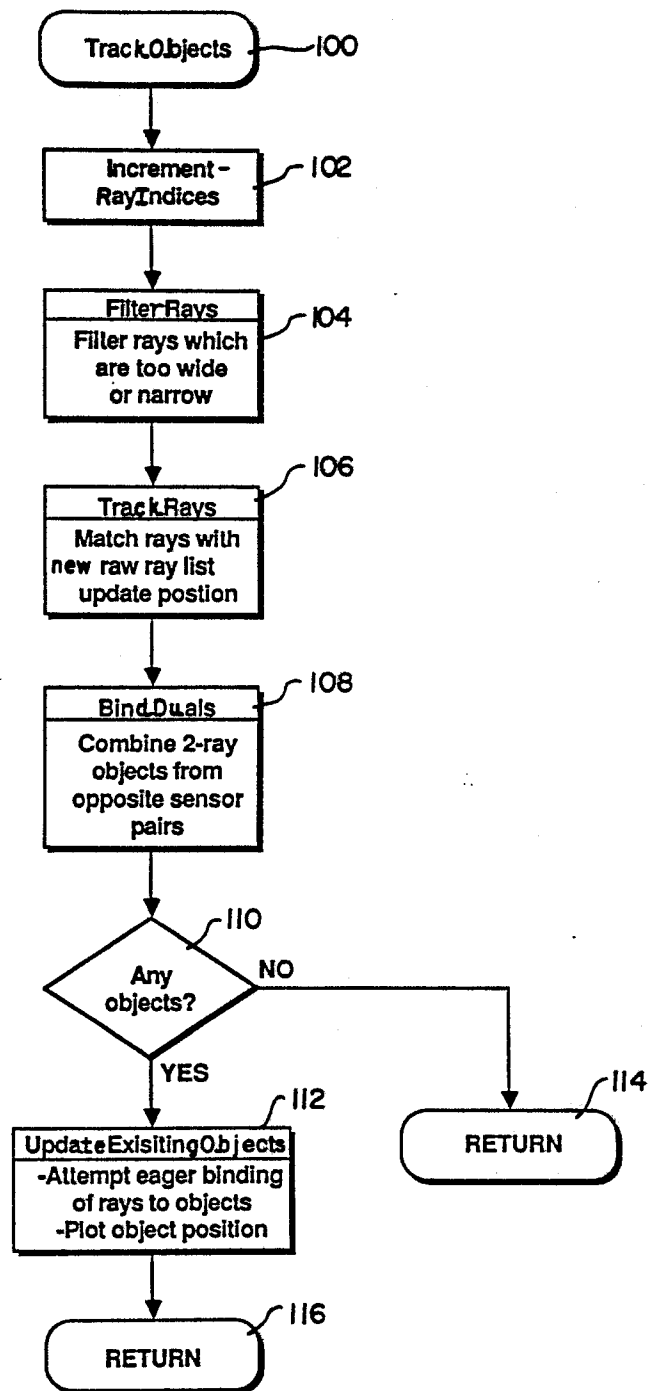 TrackObjects
100
Increment-
RayIndices
102
FilterRays
104
Filter rays which
are too wide
or narrow
106
TrackRays
Match rays with
new raw ray list
update postion
108
BindDuals
Combine 2-ray
objects from
opposite sensor
pairs
110
Any
objects?
NO
YES
112
UpdateExisitingObjects
-Attempt eager binding
of rays to objects
-Plot object position
114
RETURN
116
RETURN